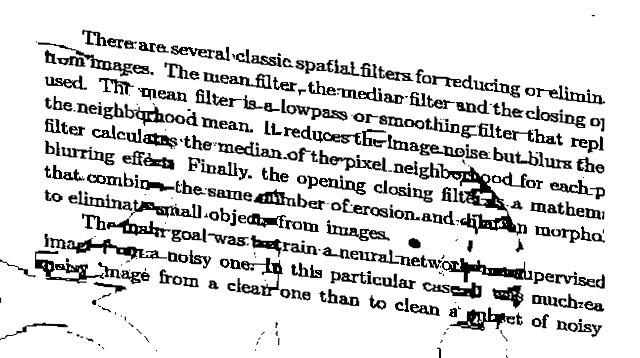 There are several classic spatial filters for reducing or elimin
from images. The mean filter, the median filter and the closing o
used. The mean filter is a lowpass or smoothing filter that repl
the neighborhood mean. It reduces the image noise but blurs the
filter calculates the median of the pixel neighborhood for each p
blurring effect. Finally, the opening closing filter is a mathema
that combines the same number of erosion and dilation morpho
to eliminate small objects from images.
The main goal was to train a neural network supervised
image from a noisy one. In this particular case it was much ea
noisy image from a clean one than to clean a subset of noisy